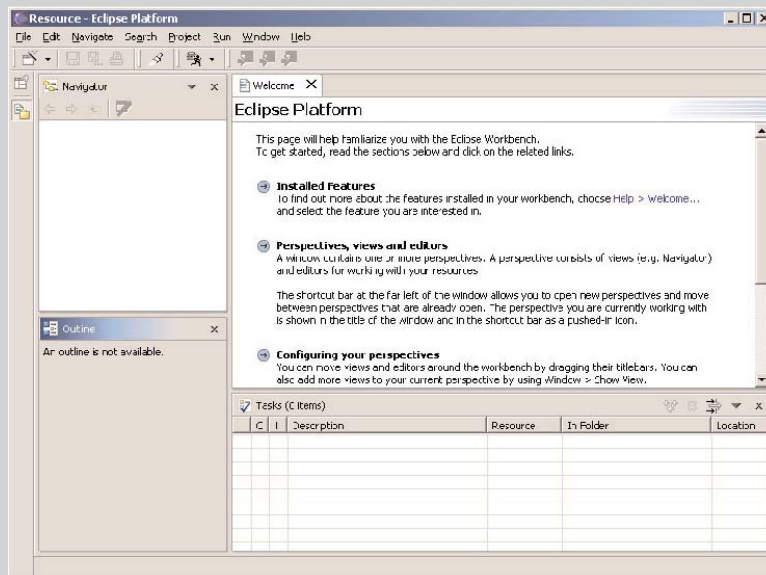 Resource - Eclipse Platform
File Edit Navigate Search Project Run Window Help
Navigator
Welcome
Eclipse Platform
This page will help familiarize you with the Eclipse Workbench.
To get started, read the sections below and click on the related links.
Installed Features
To find out more about the features installed in your workbench, choose Help > Welcome...
and select the feature you are interested in.
Perspectives, views and editors
A window contains one or more perspectives. A perspective consists of views (e.g. Navigator)
and editors for working with your resources
The shortcut bar at the far left of the window allows you to open new perspectives and move
between perspectives that are already open. The perspective you are currently working with
is shown in the title of the window and in the shortcut bar as a pushed-in icon.
Configuring your perspectives
You can move views and editors around the workbench by dragging their titlebars. You can
also add more views to your current perspective by using Window > Show View.
Outline
An outline is not available.
Tasks (0 items)
C ! Description Resource In Folder Location